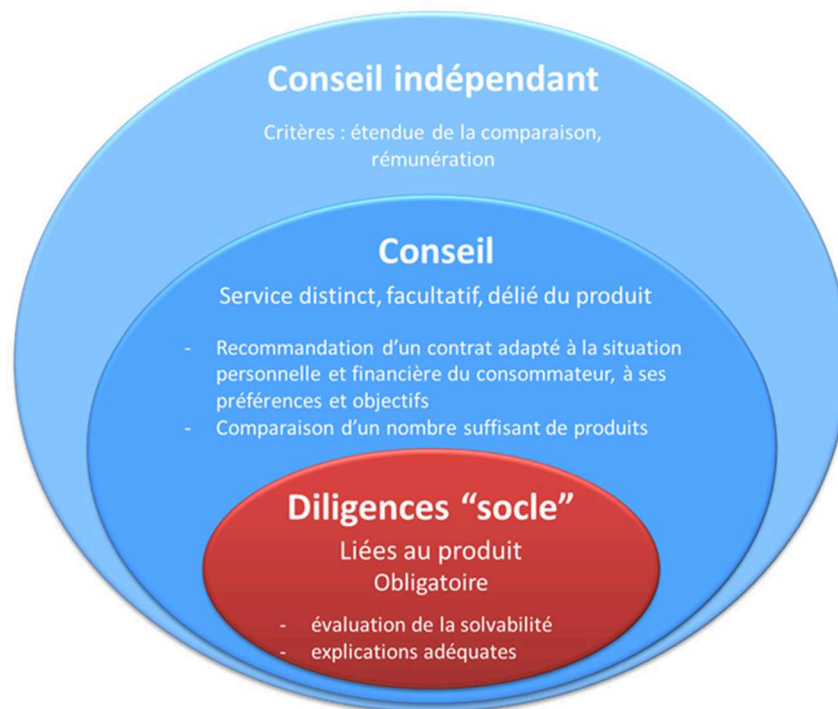 Conseil indépendant
Critères : étendue de la comparaison,
rémunération
Conseil
Service distinct, facultatif, délié du produit
- Recommandation d’un contrat adapté à la situation
personnelle et financière du consommateur, à ses
préférences et objectifs
- Comparaison d’un nombre suffisant de produits
Diligences “socle”
Liées au produit
Obligatoire
- évaluation de la solvabilité
- explications adéquates